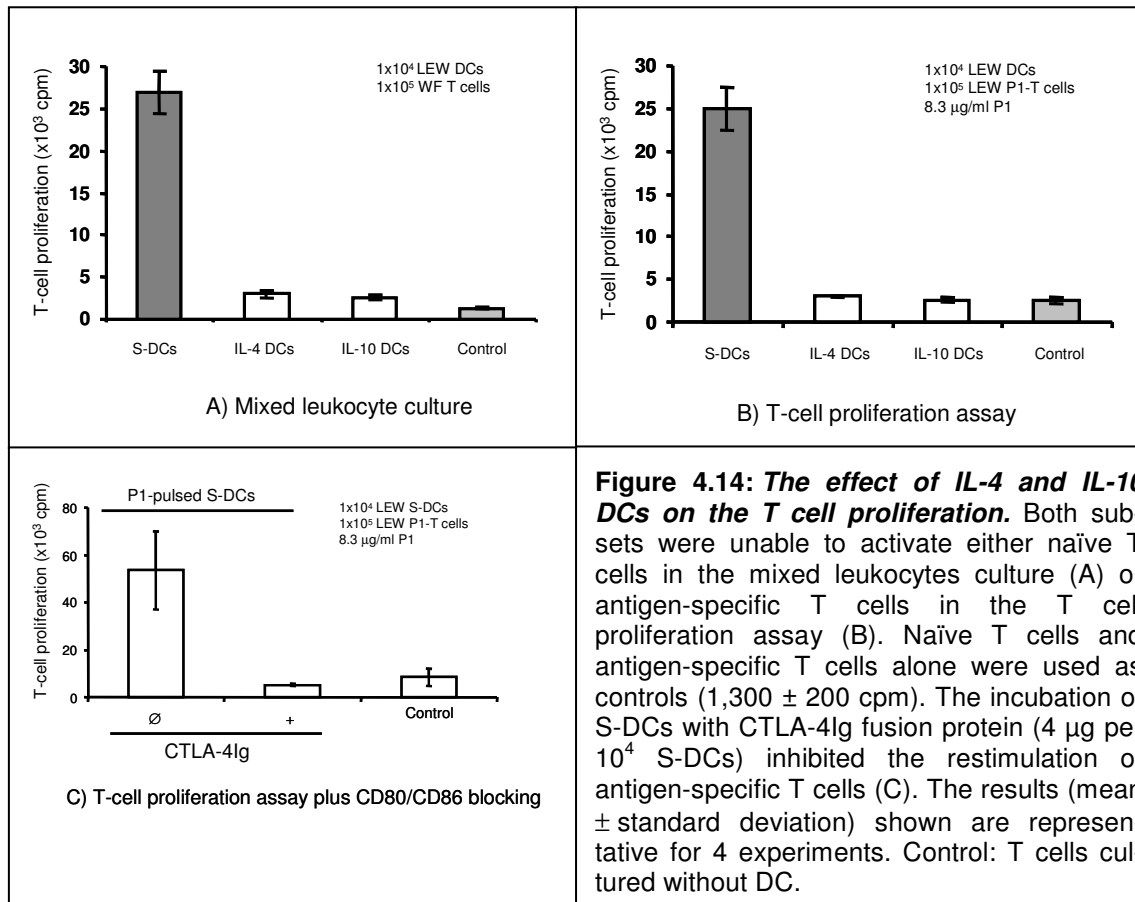 30
25
20
15
10
5
0
T-cell proliferation (x10³ cpm)
1x10⁴ LEW DCs
1x10⁵ WF T cells
S-DCs IL-4 DCs IL-10 DCs Control
A) Mixed leukocyte culture
30
25
20
15
10
5
0
T-cell proliferation (x10³ cpm)
1x10⁴ LEW DCs
1x10⁵ LEW P1-T cells
8.3 µg/ml P1
S-DCs IL-4 DCs IL-10 DCs Control
B) T-cell proliferation assay
P1-pulsed S-DCs
80
60
40
20
0
T-cell proliferation (x10³ cpm)
1x10⁴ LEW S-DCs
1x10⁵ LEW P1-T cells
8.3 µg/ml P1
∅ + Control
CTLA-4Ig
C) T-cell proliferation assay plus CD80/CD86 blocking
Figure 4.14: The effect of IL-4 and IL-10
DCs on the T cell proliferation. Both sub-
sets were unable to activate either naïve T
cells in the mixed leukocytes culture (A) o
antigen-specific T cells in the T cel
proliferation assay (B). Naïve T cells and
antigen-specific T cells alone were used as
controls (1,300 ± 200 cpm). The incubation o
S-DCs with CTLA-4Ig fusion protein (4 µg pe
10⁴ S-DCs) inhibited the restimulation o
antigen-specific T cells (C). The results (mean
± standard deviation) shown are represen
tative for 4 experiments. Control: T cells cul
tured without DC.